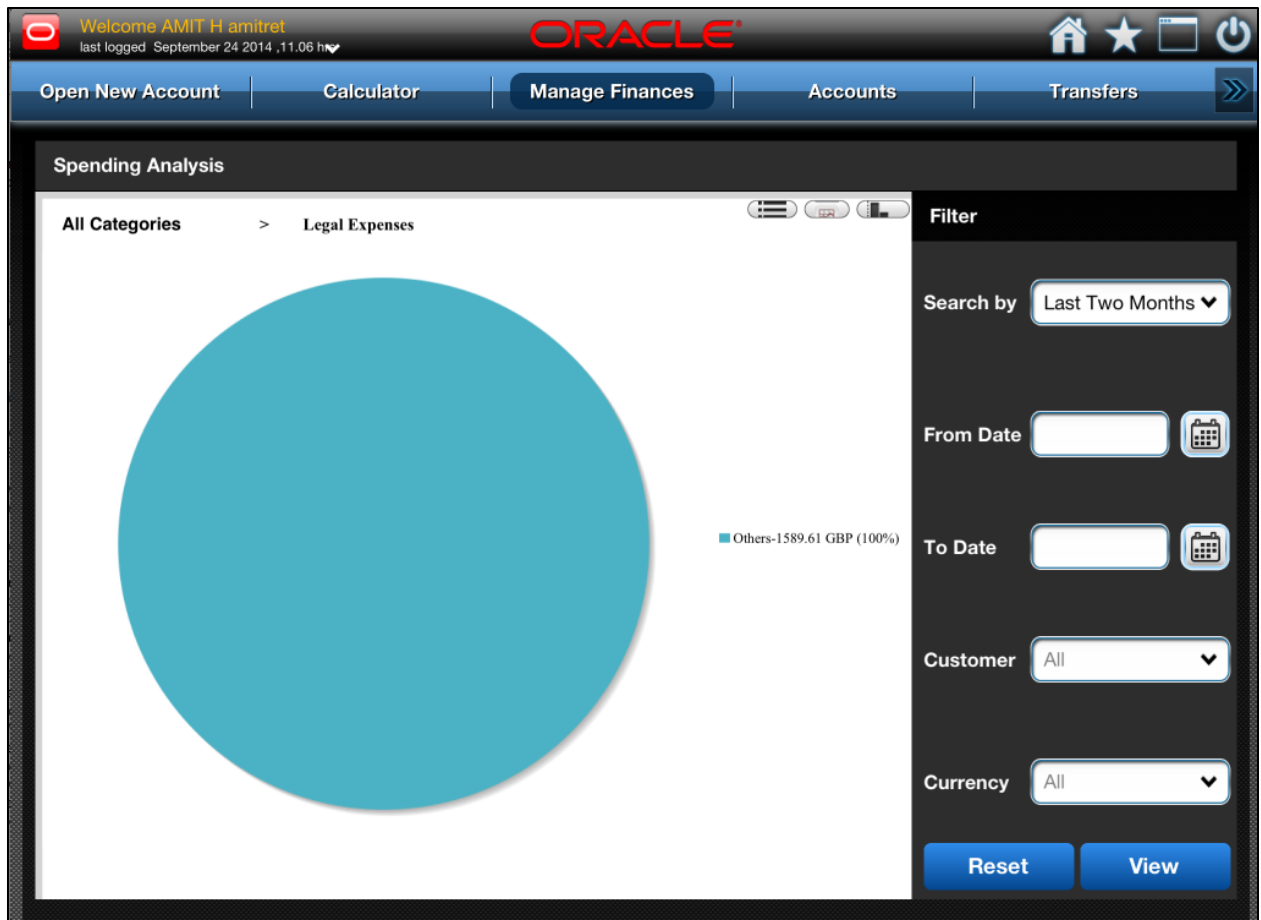 Welcome AMIT H amitret
last logged September 24 2014 ,11.06 hrs
ORACLE
Open New Account
Calculator
Manage Finances
Accounts
Transfers
Spending Analysis
All Categories > Legal Expenses
Others-1589.61 GBP (100%)
Filter
Search by Last Two Months
From Date
To Date
Customer All
Currency All
Reset View